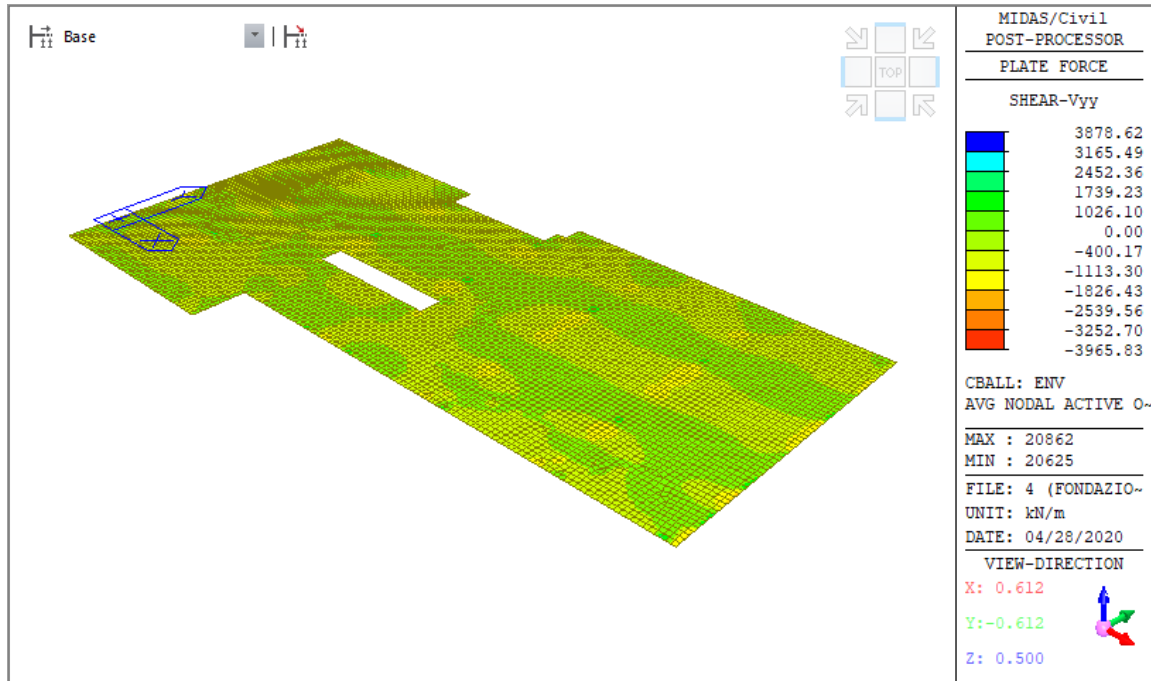 Base
TOP
MIDAS/Civil
POST-PROCESSOR
PLATE FORCE
SHEAR-Vyy
3878.62
3165.49
2452.36
1739.23
1026.10
0.00
-400.17
-1113.30
-1826.43
-2539.56
-3252.70
-3965.83
CBALL: ENV
AVG NODAL ACTIVE O~
MAX : 20862
MIN : 20625
FILE: 4 (FONDAZIO~
UNIT: kN/m
DATE: 04/28/2020
VIEW-DIRECTION
X: 0.612
Y:-0.612
Z: 0.500